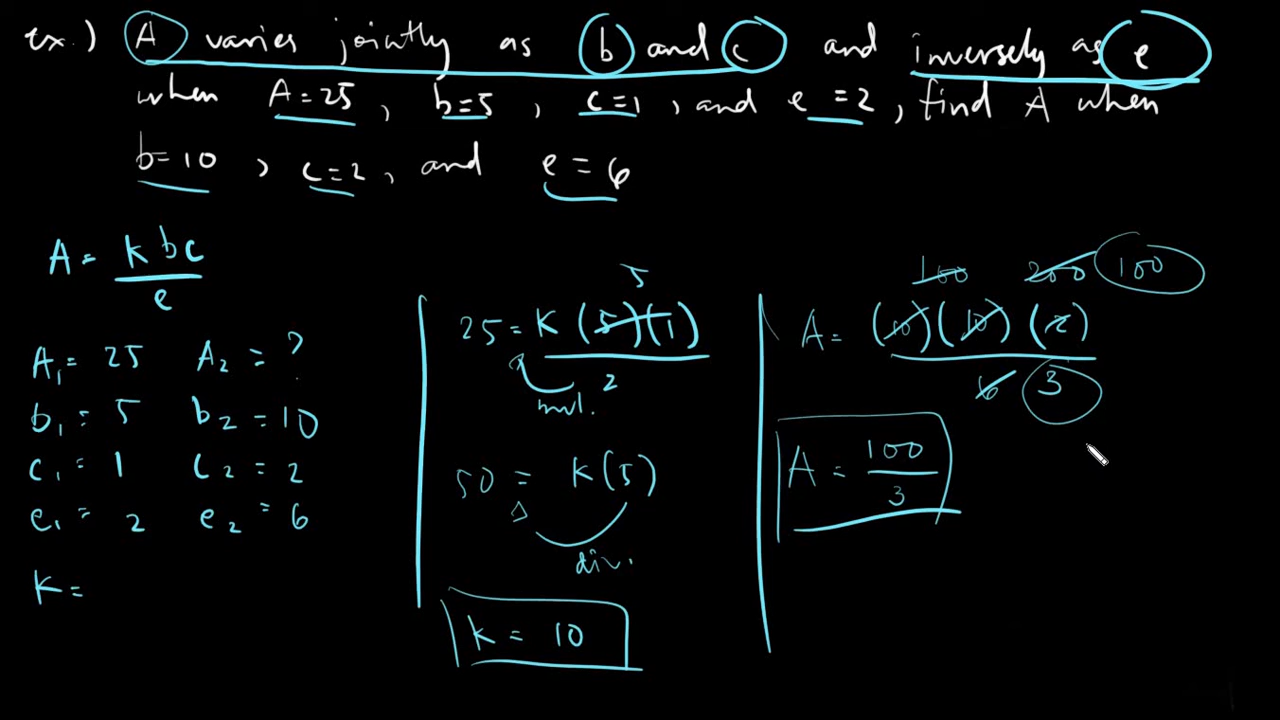 ex.) A varies jointly as b and c and inversely as e
when A=25, b=5, c=1, and e=2, find A when
b=10, c=2, and e=6
A = k b c
e
A₁ = 25 A₂ = ?
b₁ = 5 b₂ = 10
c₁ = 1 c₂ = 2
e₁ = 2 e₂ = 6
K =
5
25 = K (5)(1)
2
mul.
50 = K(5)
div.
k = 10
100 200 100
A = (10)(10)(2)
6 3
A = 100
3